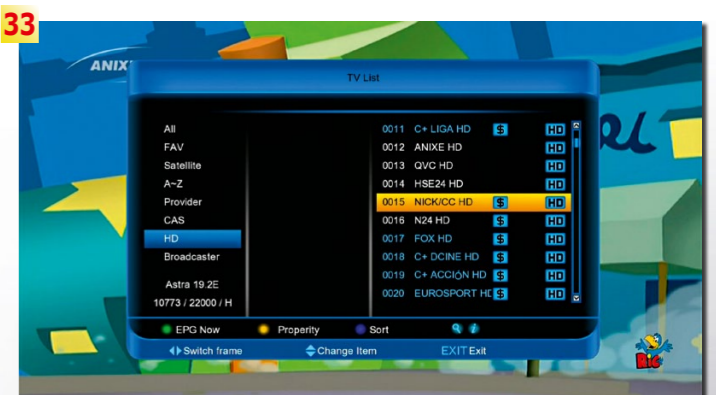 33
ANIX
TV List
All
FAV
Satellite
A~Z
Provider
CAS
HD
Broadcaster
Astra 19.2E
10773 / 22000 / H
0011 C+ LIGA HD $ HD
0012 ANIXE HD HD
0013 QVC HD HD
0014 HSE24 HD HD
0015 NICK/CC HD $ HD
0016 N24 HD $ HD
0017 FOX HD $ HD
0018 C+ DCINE HD $ HD
0019 C+ ACCIÓN HD $ HD
0020 EUROSPORT HD $ HD
EPG Now Properity Sort
Switch frame Change Item EXIT Exit
BIG